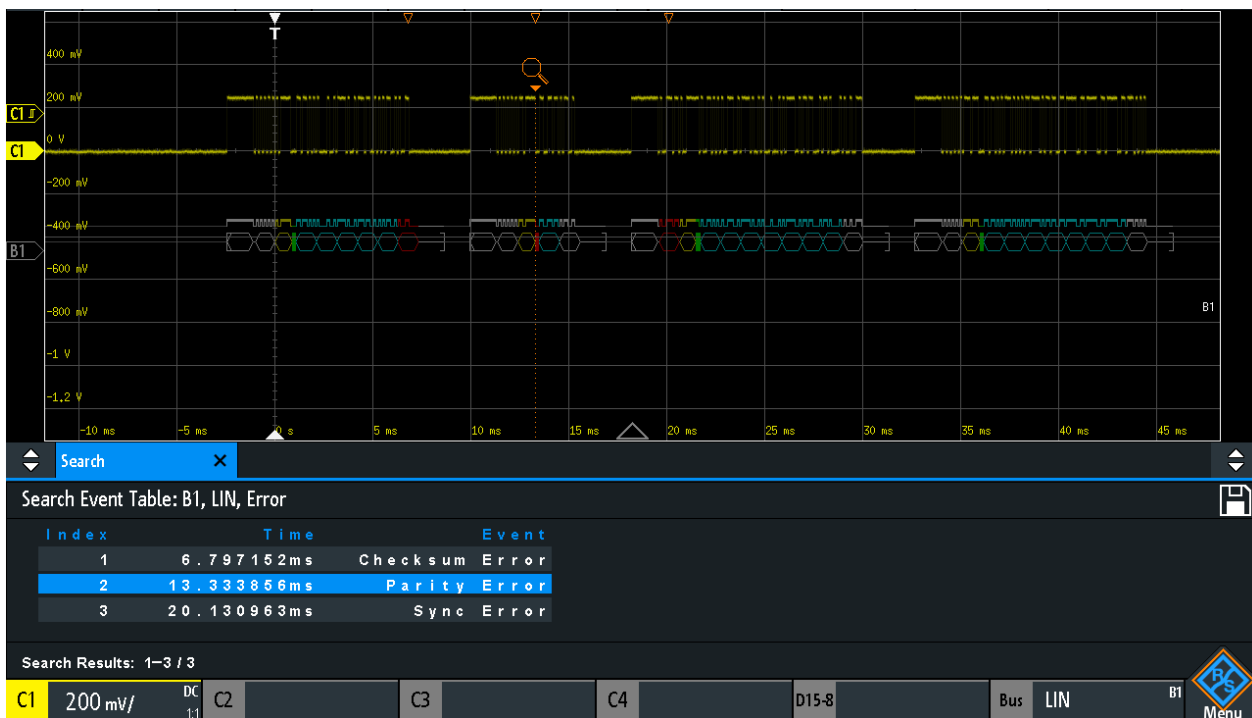 T
400 mV
200 mV
C1
0 V
C1
-200 mV
-400 mV
B1
-600 mV
-800 mV
B1
-1 V
-1,2 V
-10 ms -5 ms 0 s 5 ms 10 ms 15 ms 20 ms 25 ms 30 ms 35 ms 40 ms 45 ms
Search ×
Search Event Table: B1, LIN, Error
Index Time Event
1 6.797152ms Checksum Error
2 13.333856ms Parity Error
3 20.130963ms Sync Error
Search Results: 1–3 / 3
C1 200 mV/ DC 1:1 C2 C3 C4 D15-8 Bus LIN B1 R&S Menu